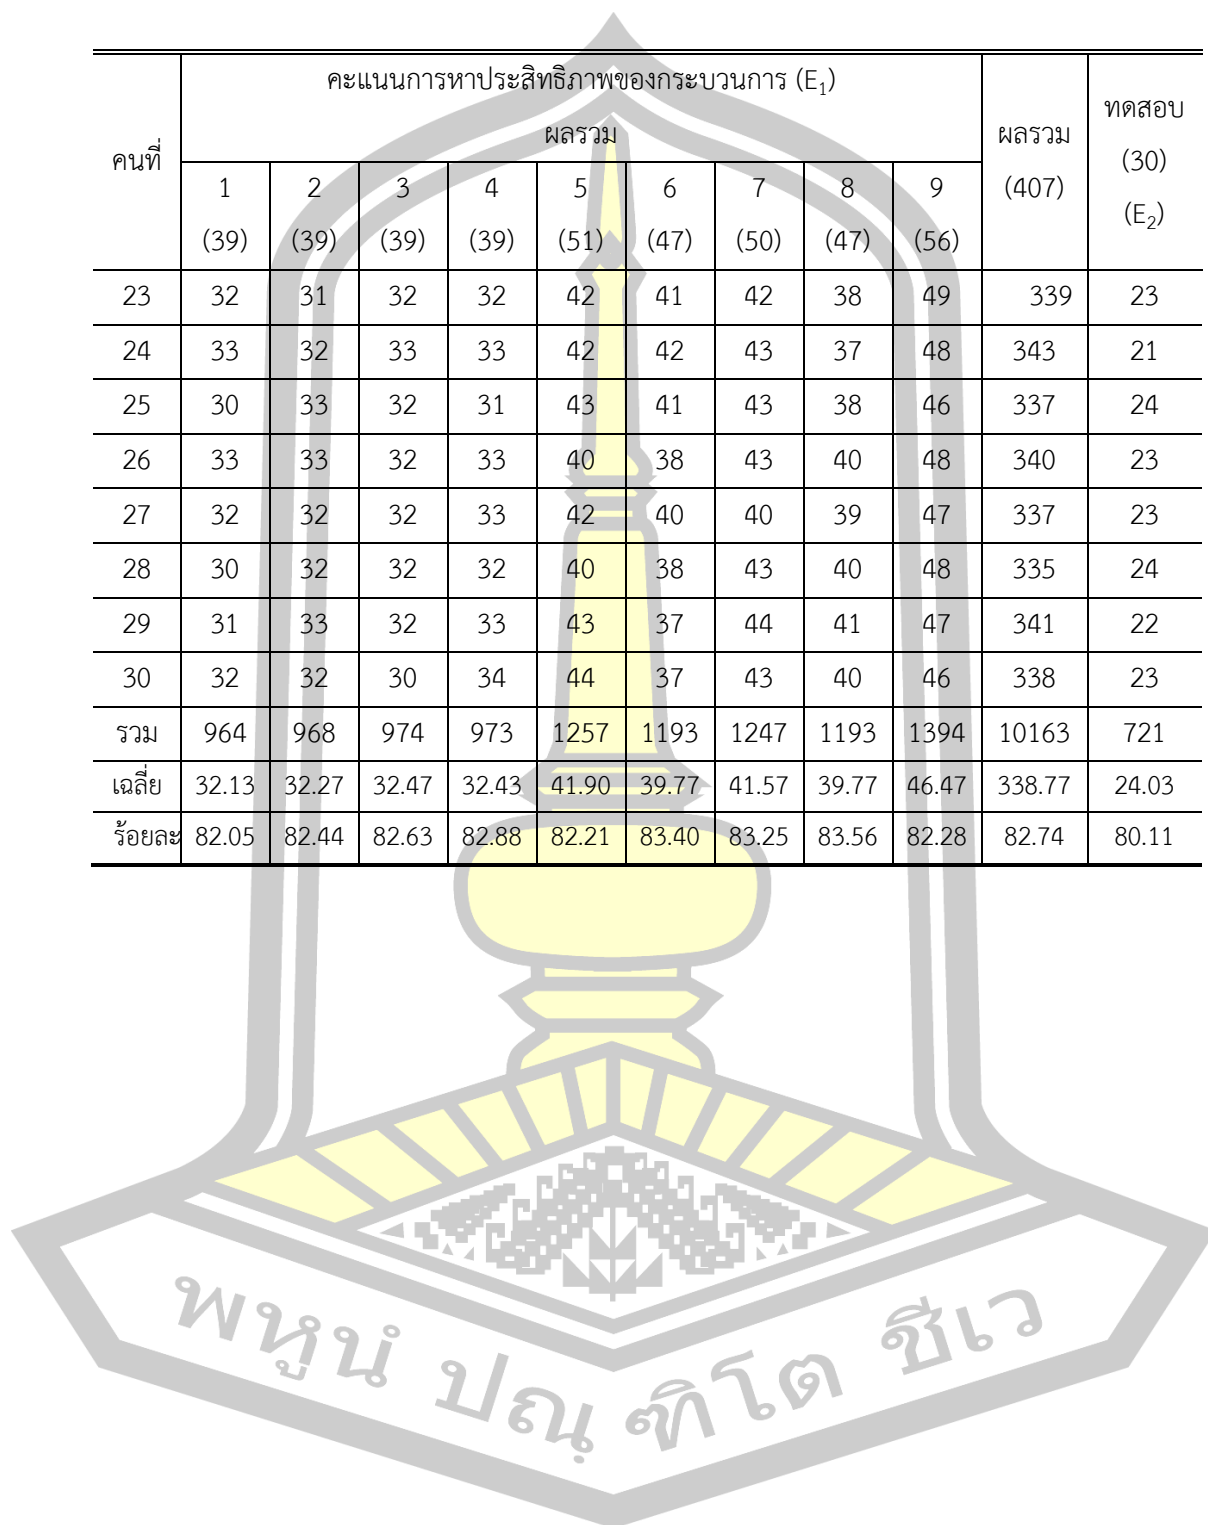 คะแนนการหาประสิทธิภาพของกระบวนการ (E1)
คนที่ ผลรวม ผลรวม (407) ทดสอบ (30) (E2)
1 2 3 4 5 6 7 8 9
(39) (39) (39) (39) (51) (47) (50) (47) (56)
23 32 31 32 32 42 41 42 38 49 339 23
24 33 32 33 33 42 42 43 37 48 343 21
25 30 33 32 31 43 41 43 38 46 337 24
26 33 33 32 33 40 38 43 40 48 340 23
27 32 32 32 33 42 40 40 39 47 337 23
28 30 32 32 32 40 38 43 40 48 335 24
29 31 33 32 33 43 37 44 41 47 341 22
30 32 32 30 34 44 37 43 40 46 338 23
รวม 964 968 974 973 1257 1193 1247 1193 1394 10163 721
เฉลี่ย 32.13 32.27 32.47 32.43 41.90 39.77 41.57 39.77 46.47 338.77 24.03
ร้อยละ 82.05 82.44 82.63 82.88 82.21 83.40 83.25 83.56 82.28 82.74 80.11
พหูนํ ปณฺฑิโต ชีเว